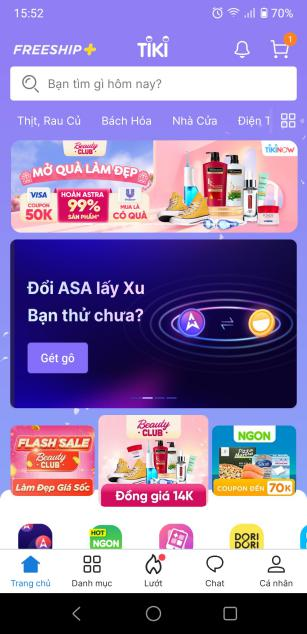 15:52
70%
FREESHIP
TIKI
1
Bạn tìm gì hôm nay?
Thịt, Rau Củ
Bách Hóa
Nhà Cửa
Điện T
Beauty
CLUB
TIKINOW
MỞ QUÀ LÀM ĐẸP
VISA
COUPON
50K
HOÀN ASTRA
99%
SẢN PHẨM*
MUA LÀ
CÓ QUÀ
Đổi ASA lấy Xu
Bạn thử chưa?
Gét gô
FLASH SALE
Beauty
CLUB
Làm Đẹp Giá Sốc
Beauty
CLUB
Đồng giá 14K
NGON
COUPON ĐẾN 70K
HOT
NGON
DORI
DORI
Trang chủ
Danh mục
Lướt
Chat
Cá nhân